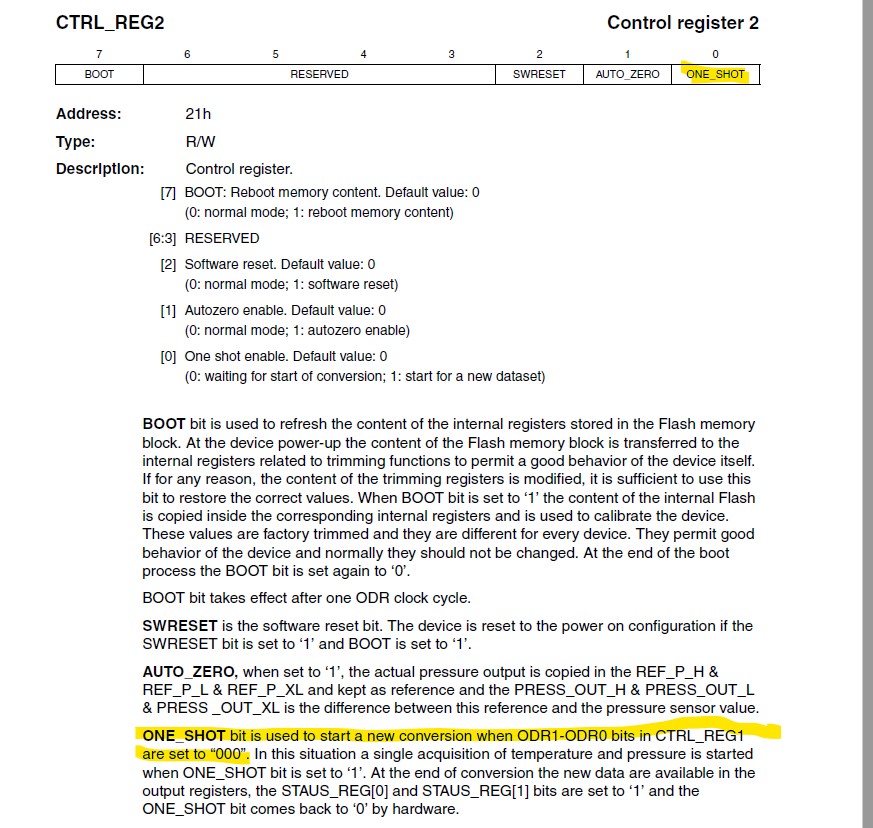 CTRL_REG2 Control register 2
7 6 5 4 3 2 1 0
BOOT RESERVED SWRESET AUTO_ZERO ONE_SHOT
Address: 21h
Type: R/W
Description: Control register.
[7] BOOT: Reboot memory content. Default value: 0
(0: normal mode; 1: reboot memory content)
[6:3] RESERVED
[2] Software reset. Default value: 0
(0: normal mode; 1: software reset)
[1] Autozero enable. Default value: 0
(0: normal mode; 1: autozero enable)
[0] One shot enable. Default value: 0
(0: waiting for start of conversion; 1: start for a new dataset)
BOOT bit is used to refresh the content of the internal registers stored in the Flash memory
block. At the device power-up the content of the Flash memory block is transferred to the
internal registers related to trimming functions to permit a good behavior of the device itself.
If for any reason, the content of the trimming registers is modified, it is sufficient to use this
bit to restore the correct values. When BOOT bit is set to ‘1’ the content of the internal Flash
is copied inside the corresponding internal registers and is used to calibrate the device.
These values are factory trimmed and they are different for every device. They permit good
behavior of the device and normally they should not be changed. At the end of the boot
process the BOOT bit is set again to ‘0’.
BOOT bit takes effect after one ODR clock cycle.
SWRESET is the software reset bit. The device is reset to the power on configuration if the
SWRESET bit is set to ‘1’ and BOOT is set to ‘1’.
AUTO_ZERO, when set to ‘1’, the actual pressure output is copied in the REF_P_H &
REF_P_L & REF_P_XL and kept as reference and the PRESS_OUT_H & PRESS_OUT_L
& PRESS _OUT_XL is the difference between this reference and the pressure sensor value.
ONE_SHOT bit is used to start a new conversion when ODR1-ODR0 bits in CTRL_REG1
are set to “000”. In this situation a single acquisition of temperature and pressure is started
when ONE_SHOT bit is set to ‘1’. At the end of conversion the new data are available in the
output registers, the STAUS_REG[0] and STAUS_REG[1] bits are set to ‘1’ and the
ONE_SHOT bit comes back to ‘0’ by hardware.